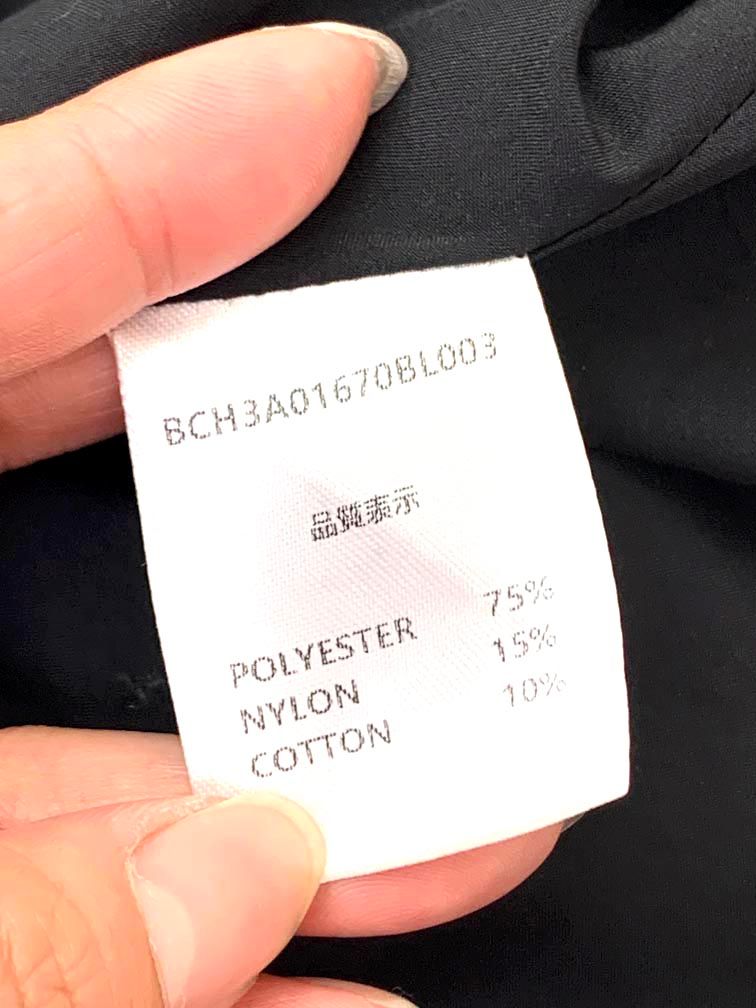 BCH3A01670BL003
品質表示
POLYESTER 75%
NYLON 15%
COTTON 10%